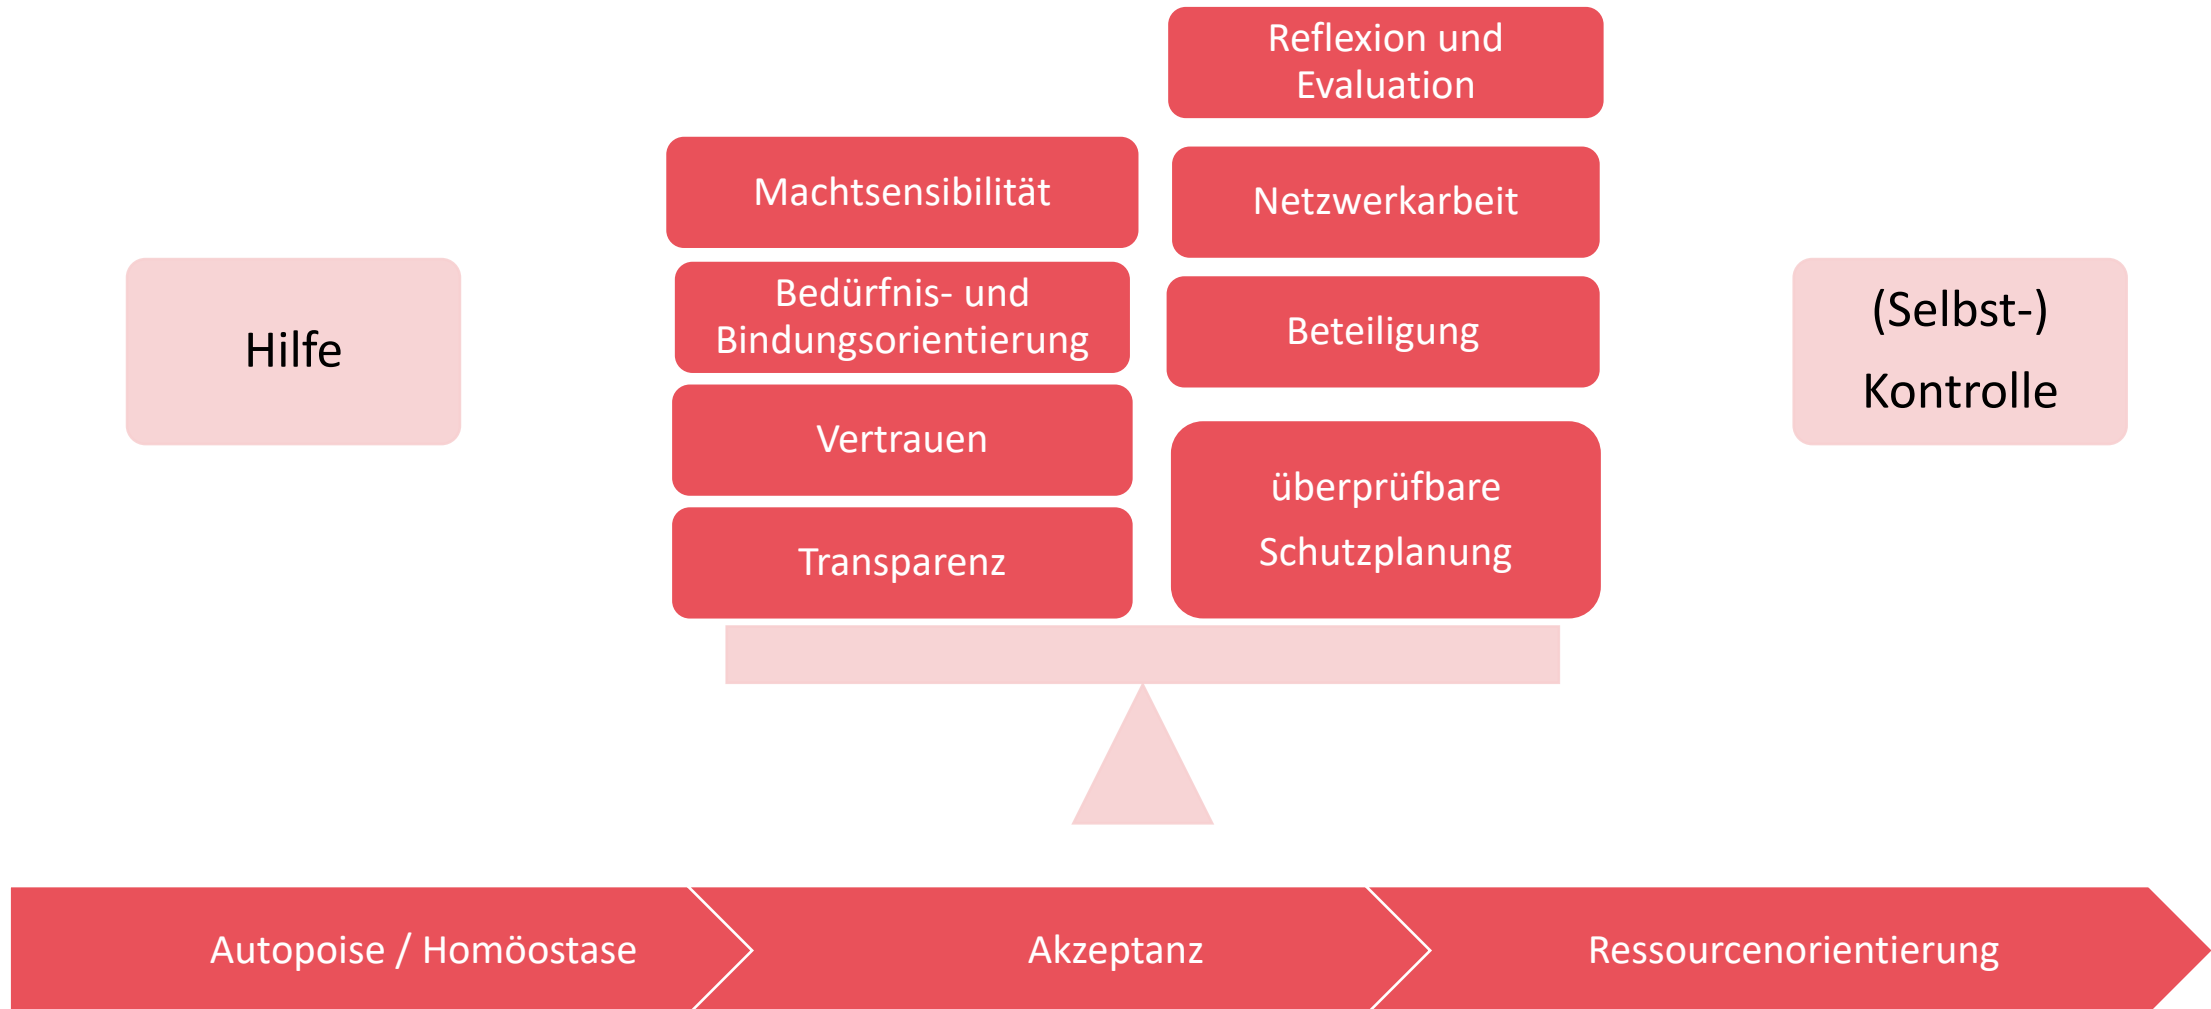 Hilfe
Machtsensibilität
Bedürfnis- und
Bindungsorientierung
Vertrauen
Transparenz
Reflexion und
Evaluation
Netzwerkarbeit
Beteiligung
überprüfbare
Schutzplanung
(Selbst-)
Kontrolle
Autopoise / Homöostase
Akzeptanz
Ressourcenorientierung